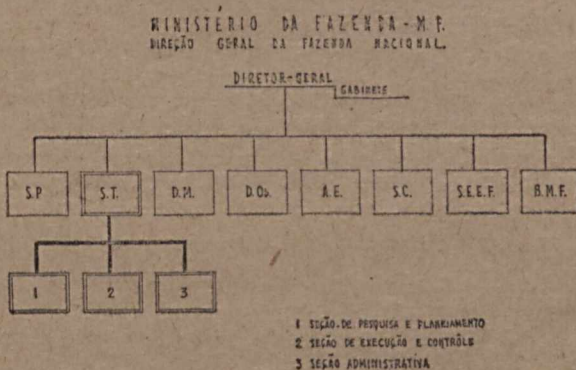 MINISTÉRIO DA FAZENDA - M.F.
DIREÇÃO GERAL DA FAZENDA NACIONAL.
DIRETOR-GERAL
GABINETE
S.P S.T. D.M. D.Ob. A.E. S.C. S.E.E.F. B.M.F.
1 2 3
1 SEÇÃO DE PESQUISA E PLANEJAMENTO
2 SEÇÃO DE EXECUÇÃO E CONTRÔLE
3 SEÇÃO ADMINISTRATIVA